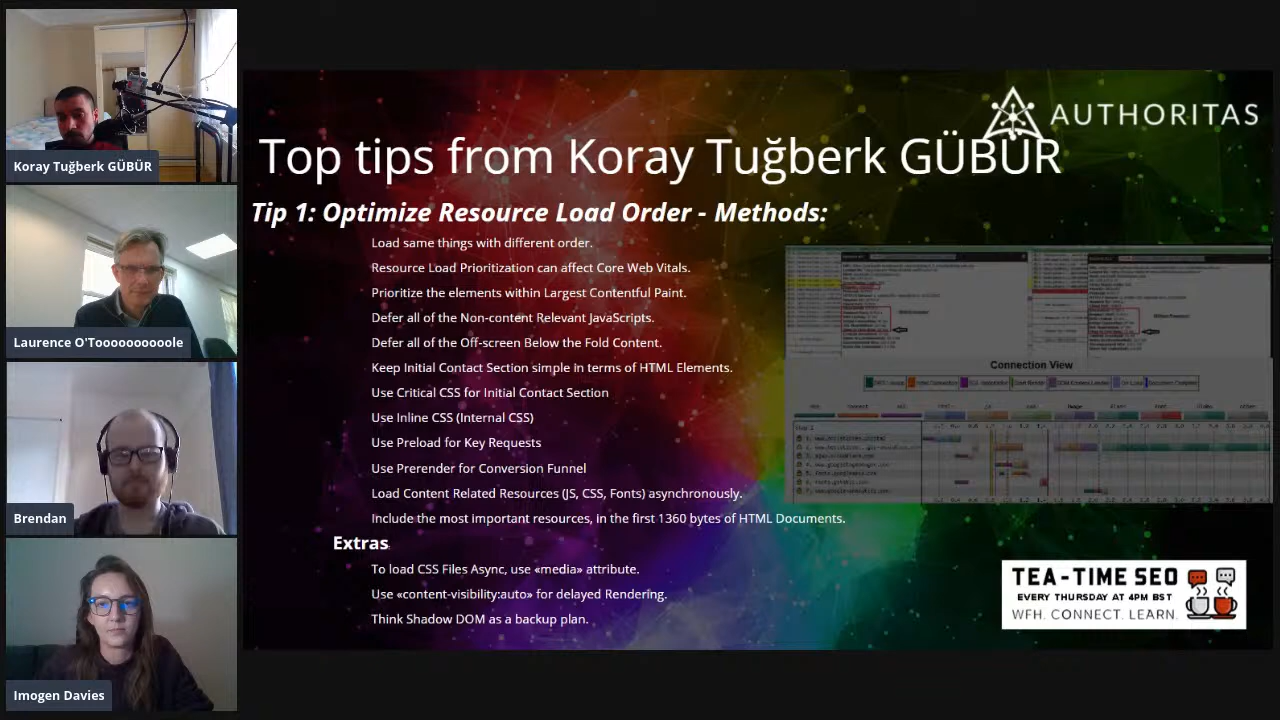 Koray Tuğberk GÜBÜR
Laurence O'Toooooooooole
Brendan
Imogen Davies
AUTHORITAS
Top tips from Koray Tuğberk GÜBÜR
Tip 1: Optimize Resource Load Order - Methods:
Load same things with different order.
Resource Load Prioritization can affect Core Web Vitals.
Prioritize the elements within Largest Contentful Paint.
Defer all of the Non-content Relevant JavaScripts.
Defer all of the Off-screen Below the Fold Content.
Keep Initial Contact Section simple in terms of HTML Elements.
Use Critical CSS for Initial Contact Section
Use Inline CSS (Internal CSS)
Use Preload for Key Requests
Use Prerender for Conversion Funnel
Load Content Related Resources (JS, CSS, Fonts) asynchronously.
Include the most important resources, in the first 1360 bytes of HTML Documents.
Extras
To load CSS Files Async, use «media» attribute.
Use «content-visibility:auto» for delayed Rendering.
Think Shadow DOM as a backup plan.
Connection View
TEA-TIME SEO
EVERY THURSDAY AT 4PM BST
WFH. CONNECT. LEARN.